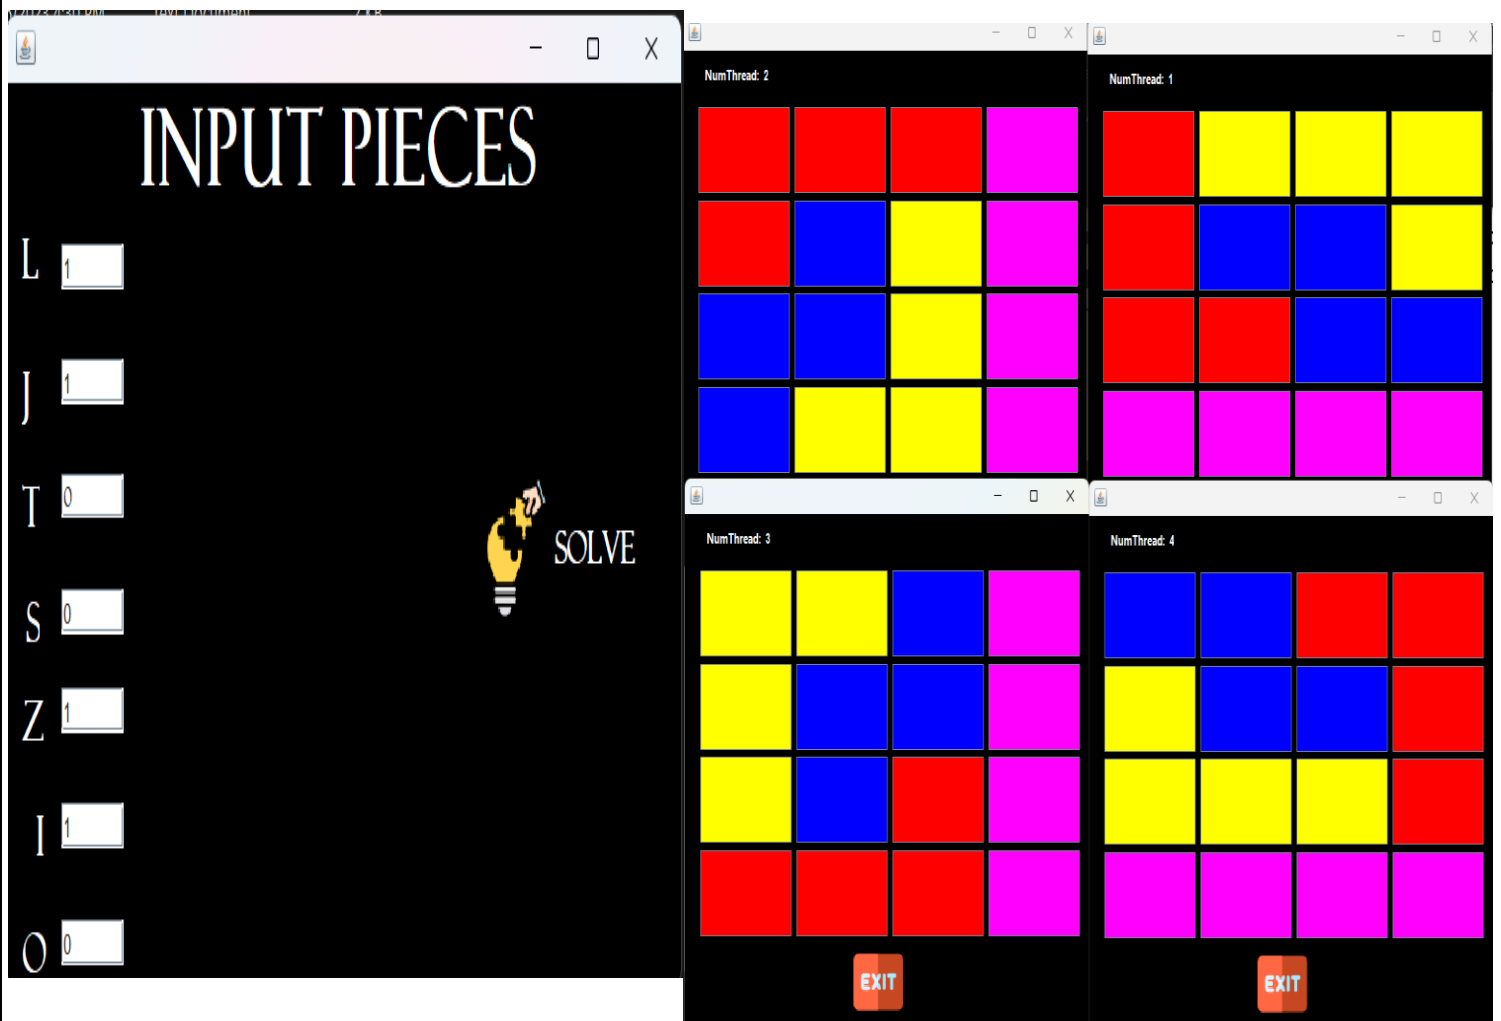 INPUT PIECES
L 1
J 1
T 0
S 0
Z 1
I 1
O 0
SOLVE
NumThread: 2
NumThread: 1
NumThread: 3
NumThread: 4
EXIT
EXIT